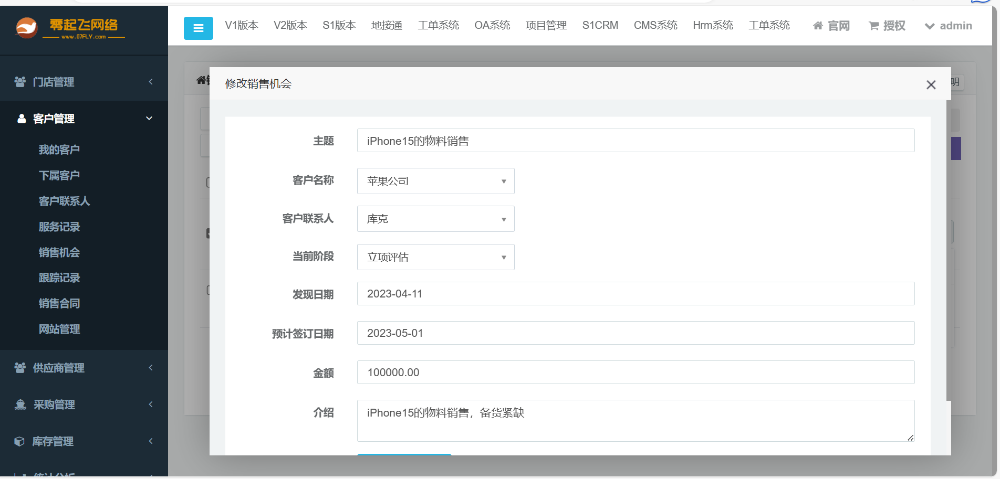 零起飞网络
www.07FLY.com
V1版本 V2版本 S1版本 地接通 工单系统 OA系统 项目管理 S1CRM CMS系统 Hrm系统 工单系统 官网 授权 admin
门店管理
客户管理
我的客户
下属客户
客户联系人
服务记录
销售机会
跟踪记录
销售合同
网站管理
供应商管理
采购管理
库存管理
统计分析
明
修改销售机会
主题 iPhone15的物料销售
客户名称 苹果公司
客户联系人 库克
当前阶段 立项评估
发现日期 2023-04-11
预计签订日期 2023-05-01
金额 100000.00
介绍 iPhone15的物料销售，备货紧缺